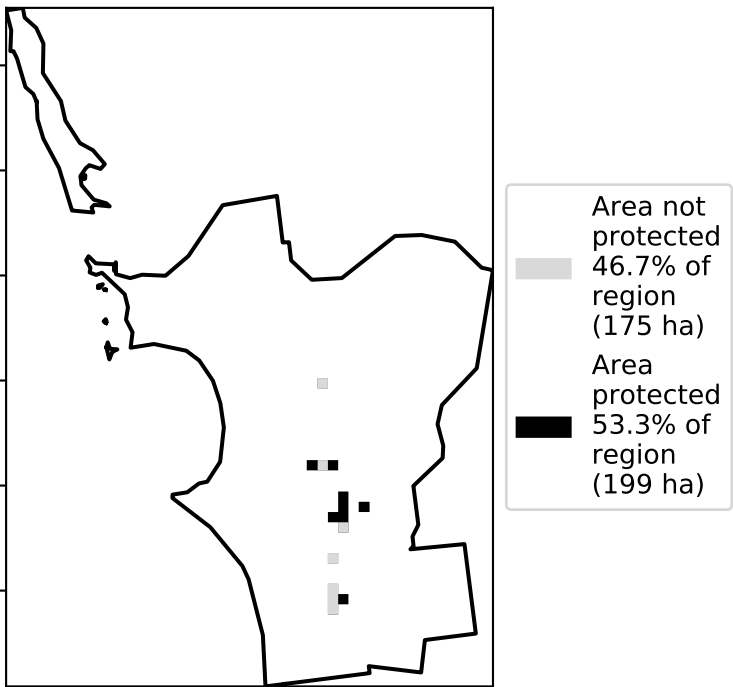 Area not
protected
46.7% of
region
(175 ha)
Area
protected
53.3% of
region
(199 ha)